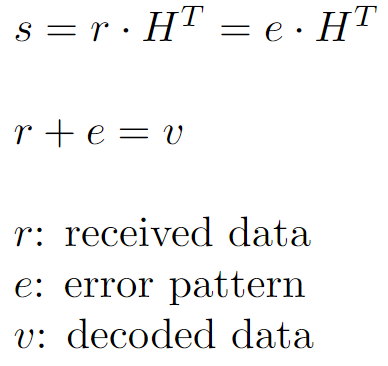 s = r · H^T = e · H^T
r + e = v
r: received data
e: error pattern
v: decoded data